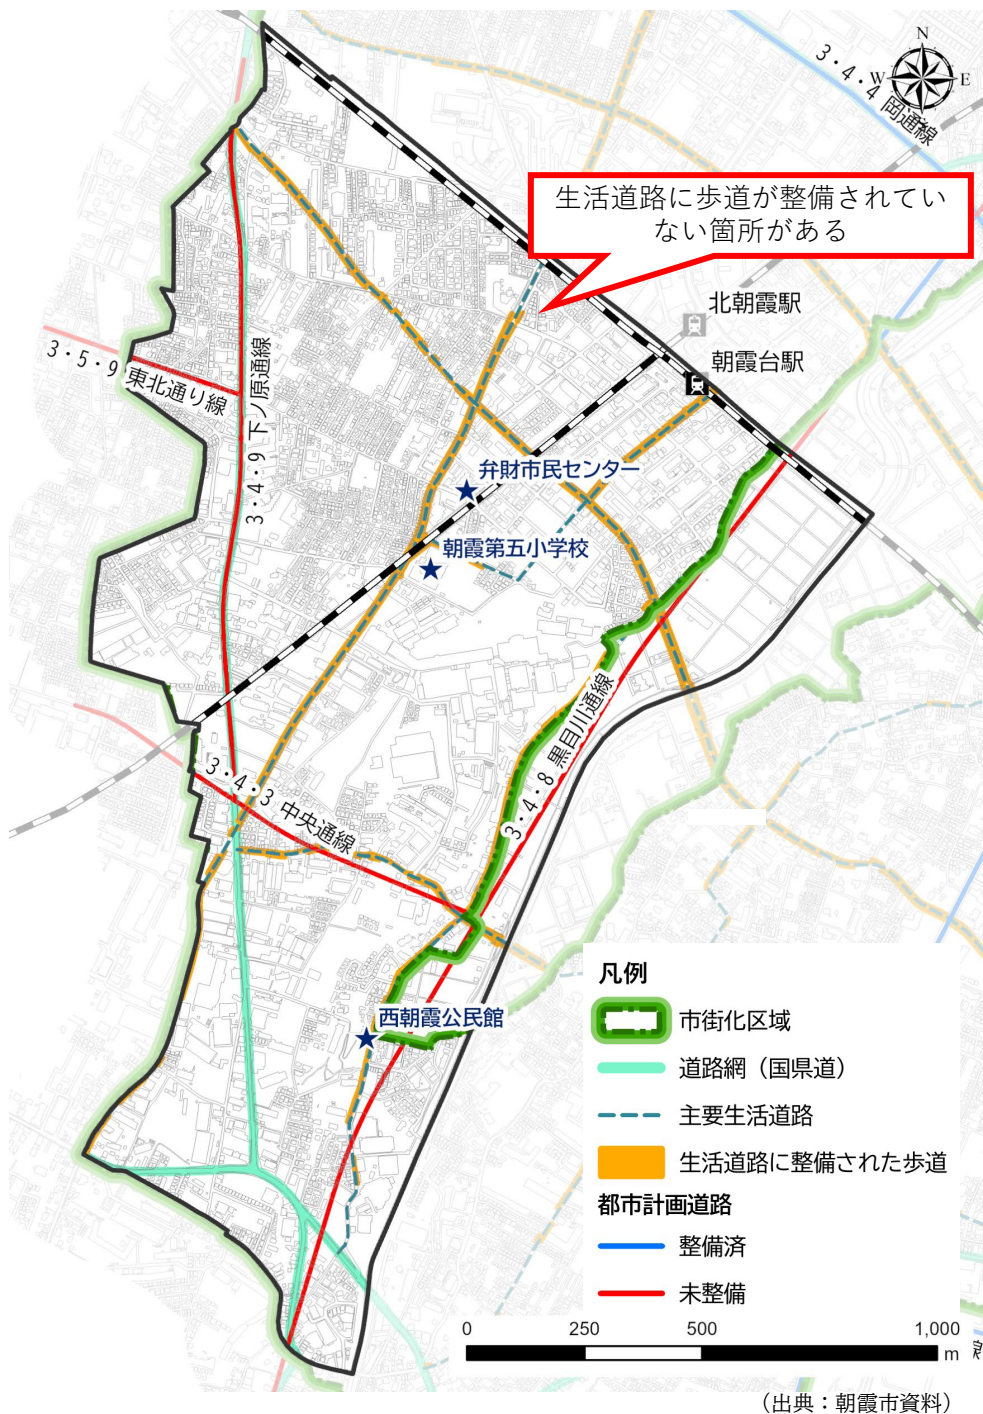 N
W
E
3・4・4 岡通線
生活道路に歩道が整備されてい
ない箇所がある
北朝霞駅
朝霞台駅
3・5・9 東北通り線
3・4・9 下ノ原通線
弁財市民センター
朝霞第五小学校
3・4・8 黒目川通線
3・4・3 中央通線
西朝霞公民館
凡例
市街化区域
道路網（国県道）
主要生活道路
生活道路に整備された歩道
都市計画道路
整備済
未整備
0 250 500 1,000
m
線
（出典：朝霞市資料）